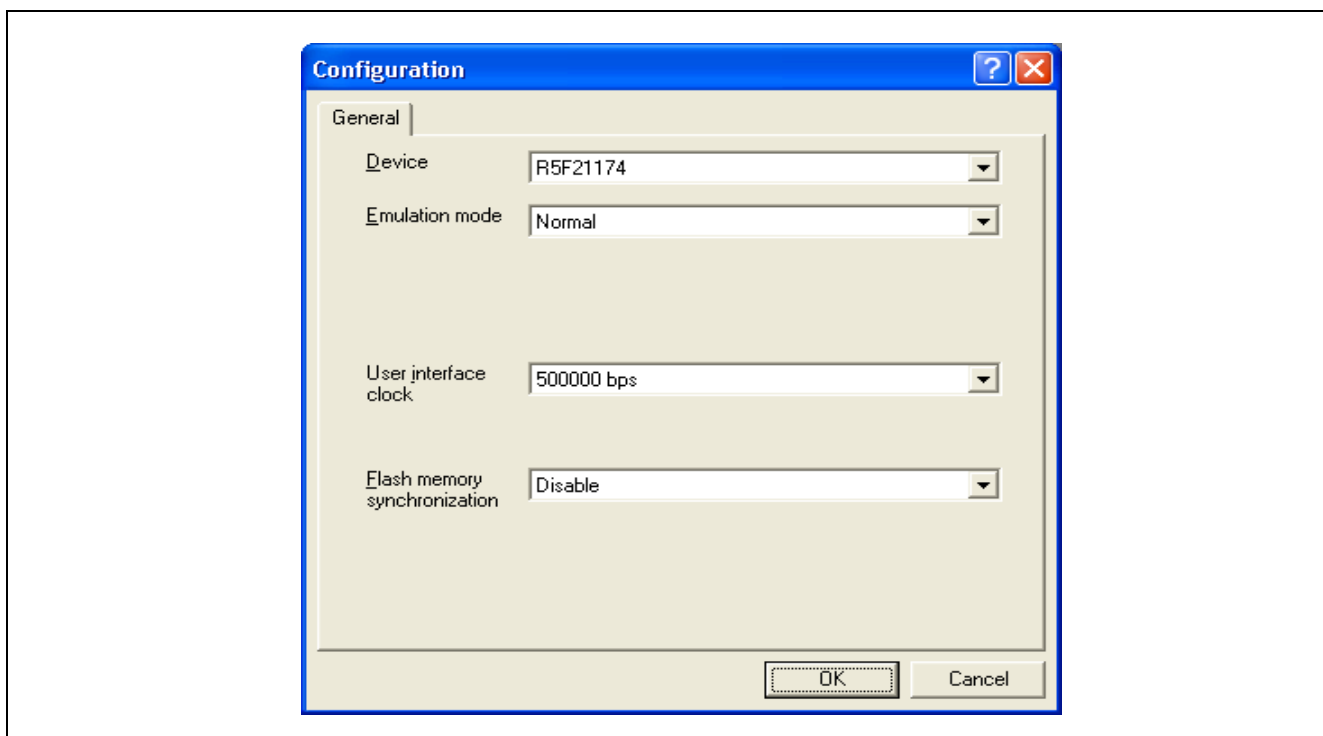 Configuration
General
Device
R5F21174
Emulation mode
Normal
User interface
clock
500000 bps
Flash memory
synchronization
Disable
OK
Cancel